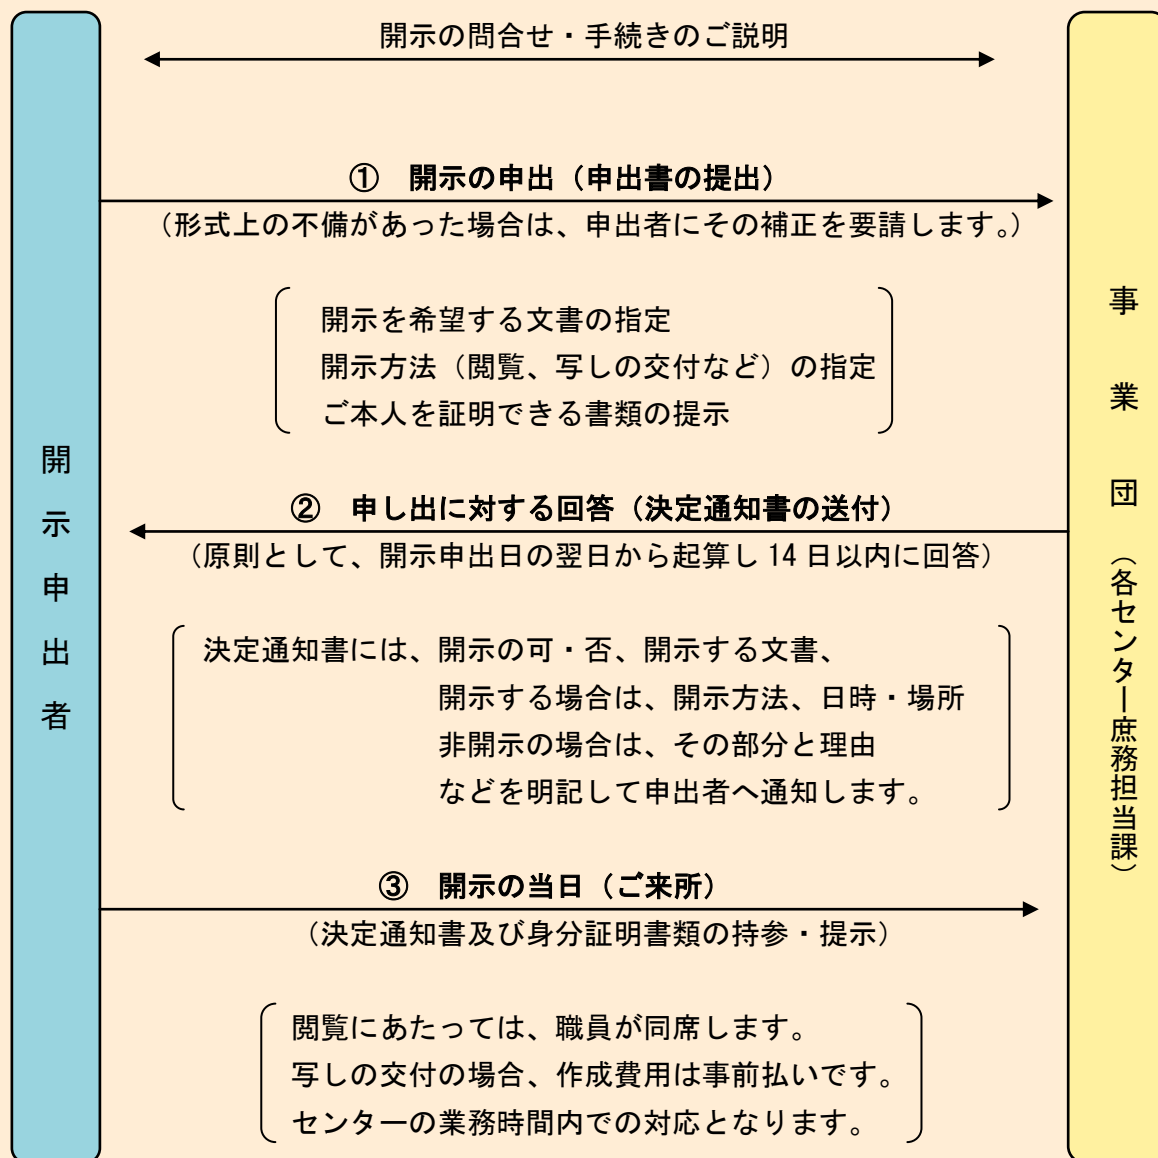 開示の問合せ・手続きのご説明
① 開示の申出（申出書の提出）
（形式上の不備があった場合は、申出者にその補正を要請します。）
開示を希望する文書の指定
開示方法（閲覧、写しの交付など）の指定
ご本人を証明できる書類の提示
② 申し出に対する回答（決定通知書の送付）
（原則として、開示申出日の翌日から起算し 14 日以内に回答）
決定通知書には、開示の可・否、開示する文書、
開示する場合は、開示方法、日時・場所
非開示の場合は、その部分と理由
などを明記して申出者へ通知します。
③ 開示の当日（ご来所）
（決定通知書及び身分証明書類の持参・提示）
閲覧にあたっては、職員が同席します。
写しの交付の場合、作成費用は事前払いです。
センターの業務時間内での対応となります。
開示申出者
事業団（各センター庶務担当課）